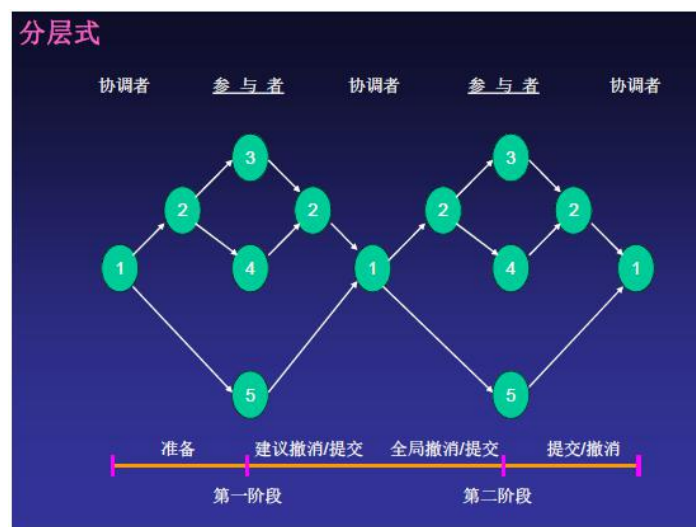 分层式
协调者 参 与 者 协调者 参 与 者 协调者
3 3
2 2 2 2
1 4 1 4 1
5 5
准备 建议撤消/提交 全局撤消/提交 提交/撤消
第一阶段 第二阶段